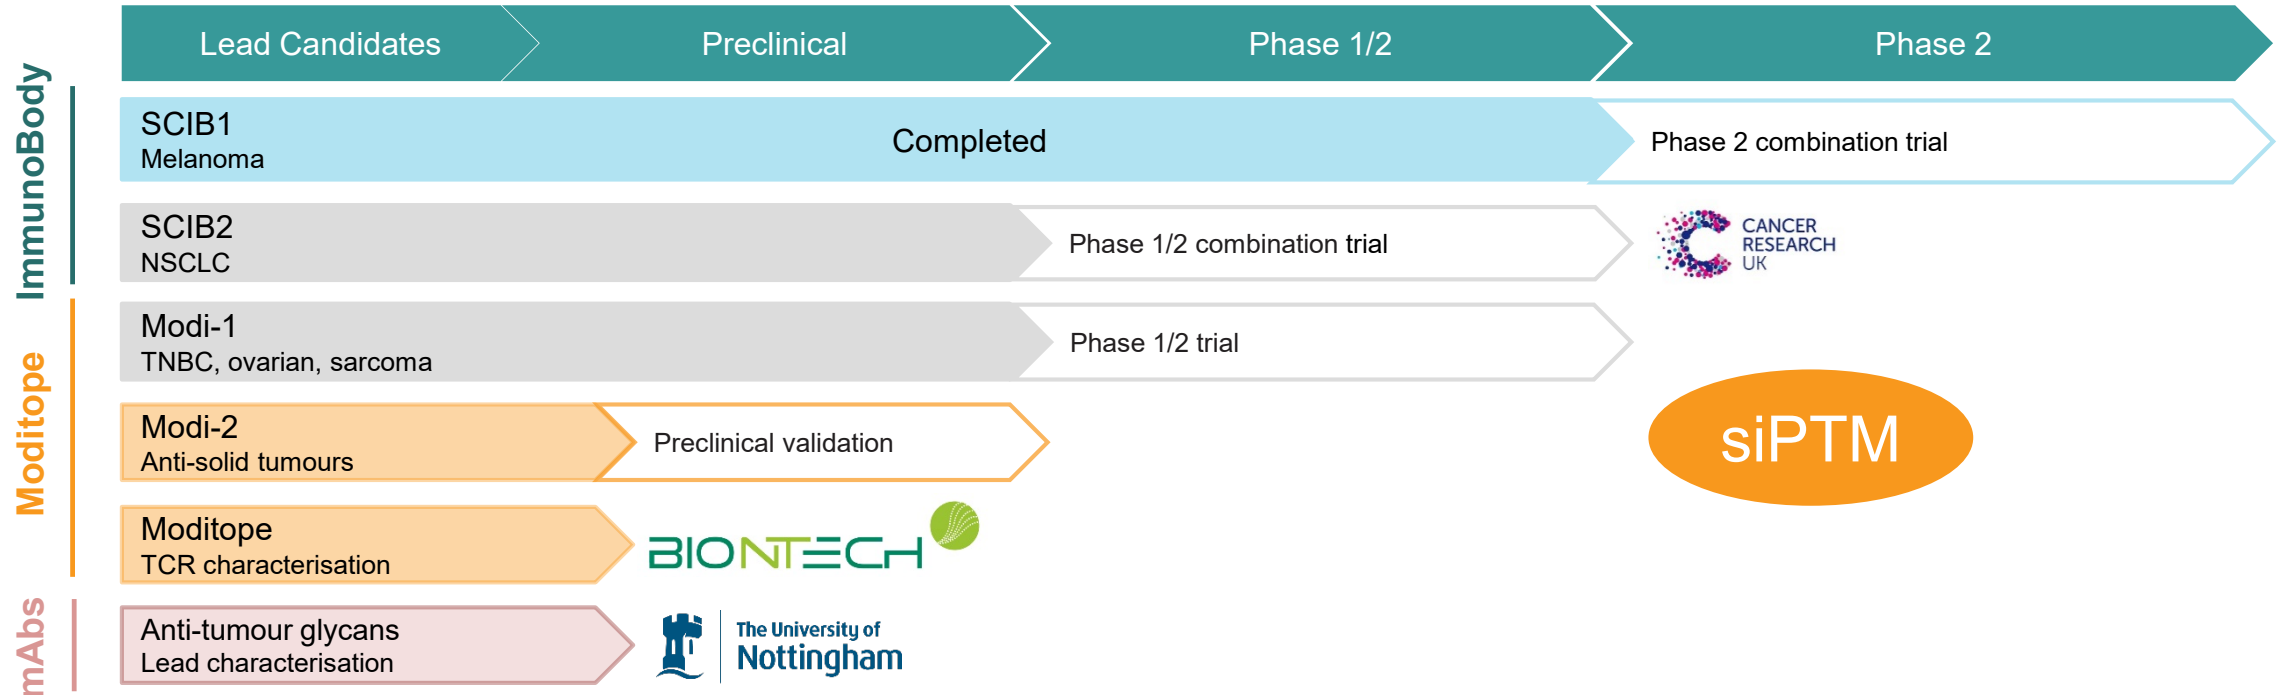 Lead Candidates
Preclinical
Phase 1/2
Phase 2
ImmunoBody
SCIB1
Melanoma
Completed
Phase 2 combination trial
SCIB2
NSCLC
Phase 1/2 combination trial
CANCER
RESEARCH
UK
Moditope
Modi-1
TNBC, ovarian, sarcoma
Phase 1/2 trial
Modi-2
Anti-solid tumours
Preclinical validation
siPTM
Moditope
TCR characterisation
BIONTECH
mAbs
Anti-tumour glycans
Lead characterisation
The University of
Nottingham